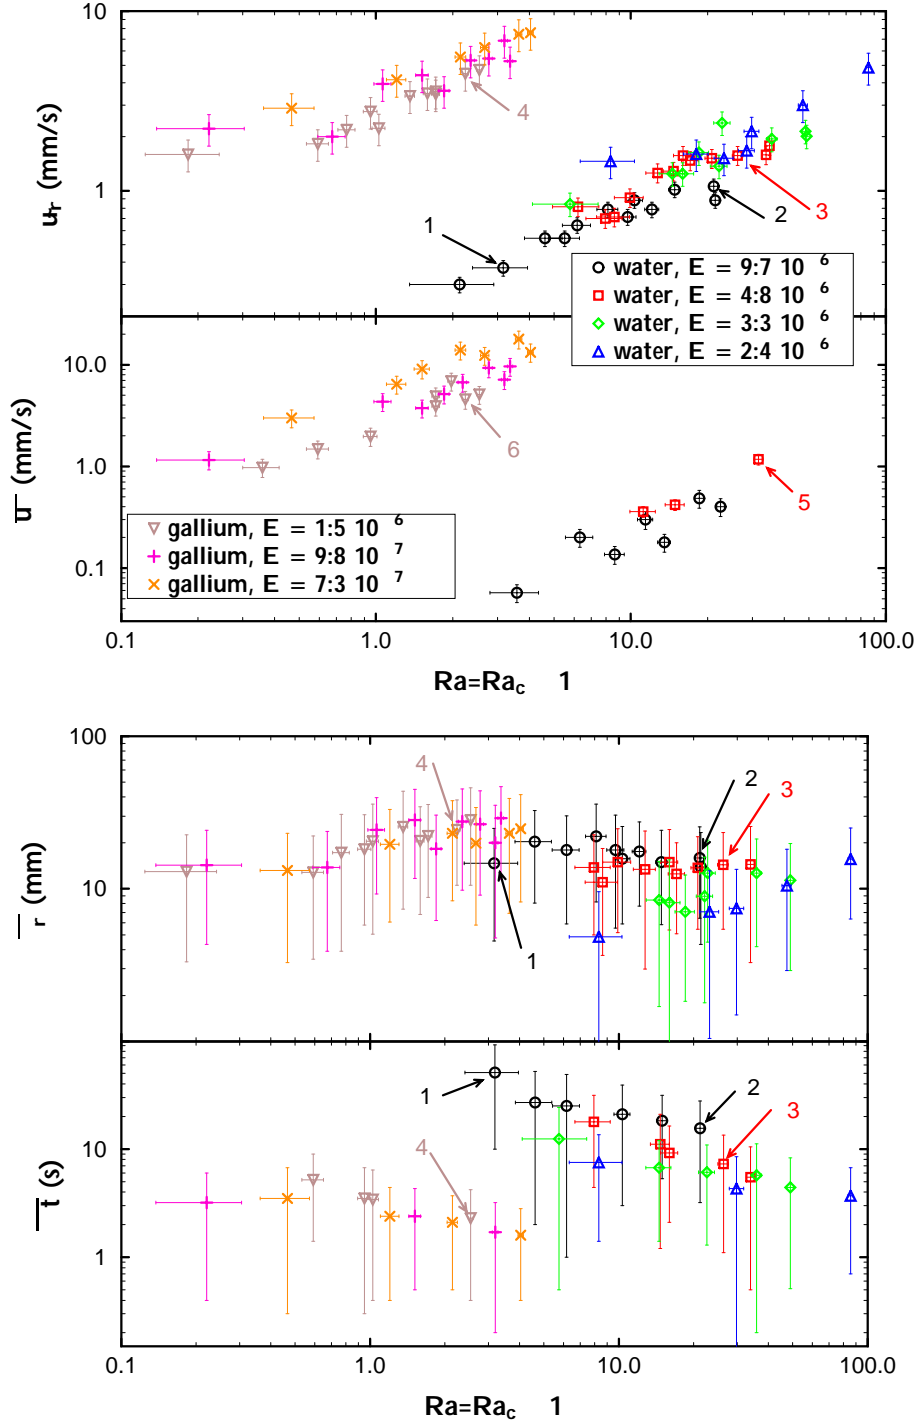 10
u_r (mm/s)
4
1
1
2
3
water, E = 9:7 10 6
water, E = 4:8 10 6
water, E = 3:3 10 6
water, E = 2:4 10 6
10.0
u (mm/s)
6
1.0
5
gallium, E = 1:5 10 6
gallium, E = 9:8 10 7
gallium, E = 7:3 10 7
0.1
0.1 1.0 10.0 100.0
Ra=Ra_c 1
100
4
2
3
r (mm)
10
1
1
2
3
4
t (s)
10
1
0.1 1.0 10.0 100.0
Ra=Ra_c 1